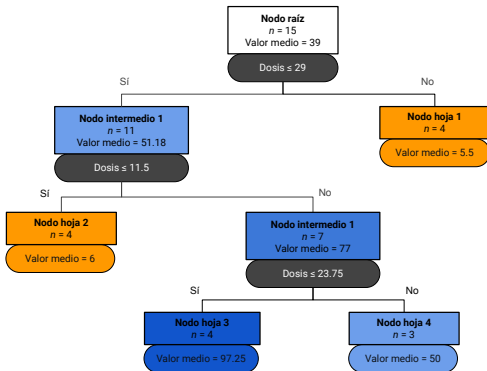 Nodo raíz
n = 15
Valor medio = 39
Dosis ≤ 29
Sí
No
Nodo intermedio 1
n = 11
Valor medio = 51.18
Dosis ≤ 11.5
Nodo hoja 1
n = 4
Valor medio = 5.5
Sí
No
Nodo hoja 2
n = 4
Valor medio = 6
Nodo intermedio 1
n = 7
Valor medio = 77
Dosis ≤ 23.75
Sí
No
Nodo hoja 3
n = 4
Valor medio = 97.25
Nodo hoja 4
n = 3
Valor medio = 50